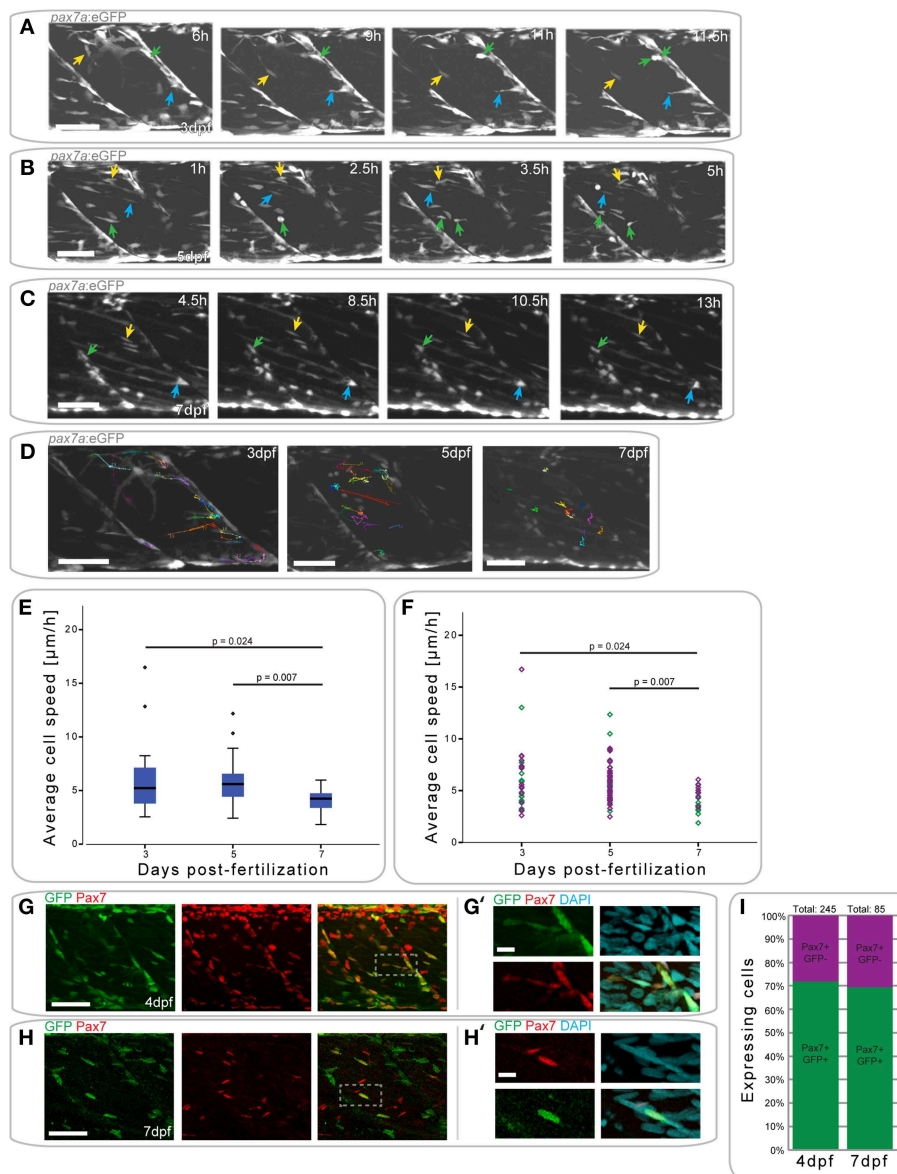 pax7a:eGFP
A
6h
9h
11h
11.5h
3dpf
pax7a:eGFP
B
1h
2.5h
3.5h
5h
5dpf
pax7a:eGFP
C
4.5h
8.5h
10.5h
13h
7dpf
pax7a:eGFP
D
3dpf
5dpf
7dpf
E
Average cell speed [µm/h]
20
15
10
5
0
p = 0.024
p = 0.007
3
5
7
Days post-fertilization
F
Average cell speed [µm/h]
20
15
10
5
0
p = 0.024
p = 0.007
3
5
7
Days post-fertilization
G
GFP Pax7
4dpf
G′ GFP Pax7 DAPI
H
GFP Pax7
7dpf
H′ GFP Pax7 DAPI
I
Total: 245 Total: 85
Expressing cells
100%
90%
80%
70%
60%
50%
40%
30%
20%
10%
0%
Pax7+
GFP-
Pax7+
GFP-
Pax7+
GFP+
Pax7+
GFP+
4dpf 7dpf